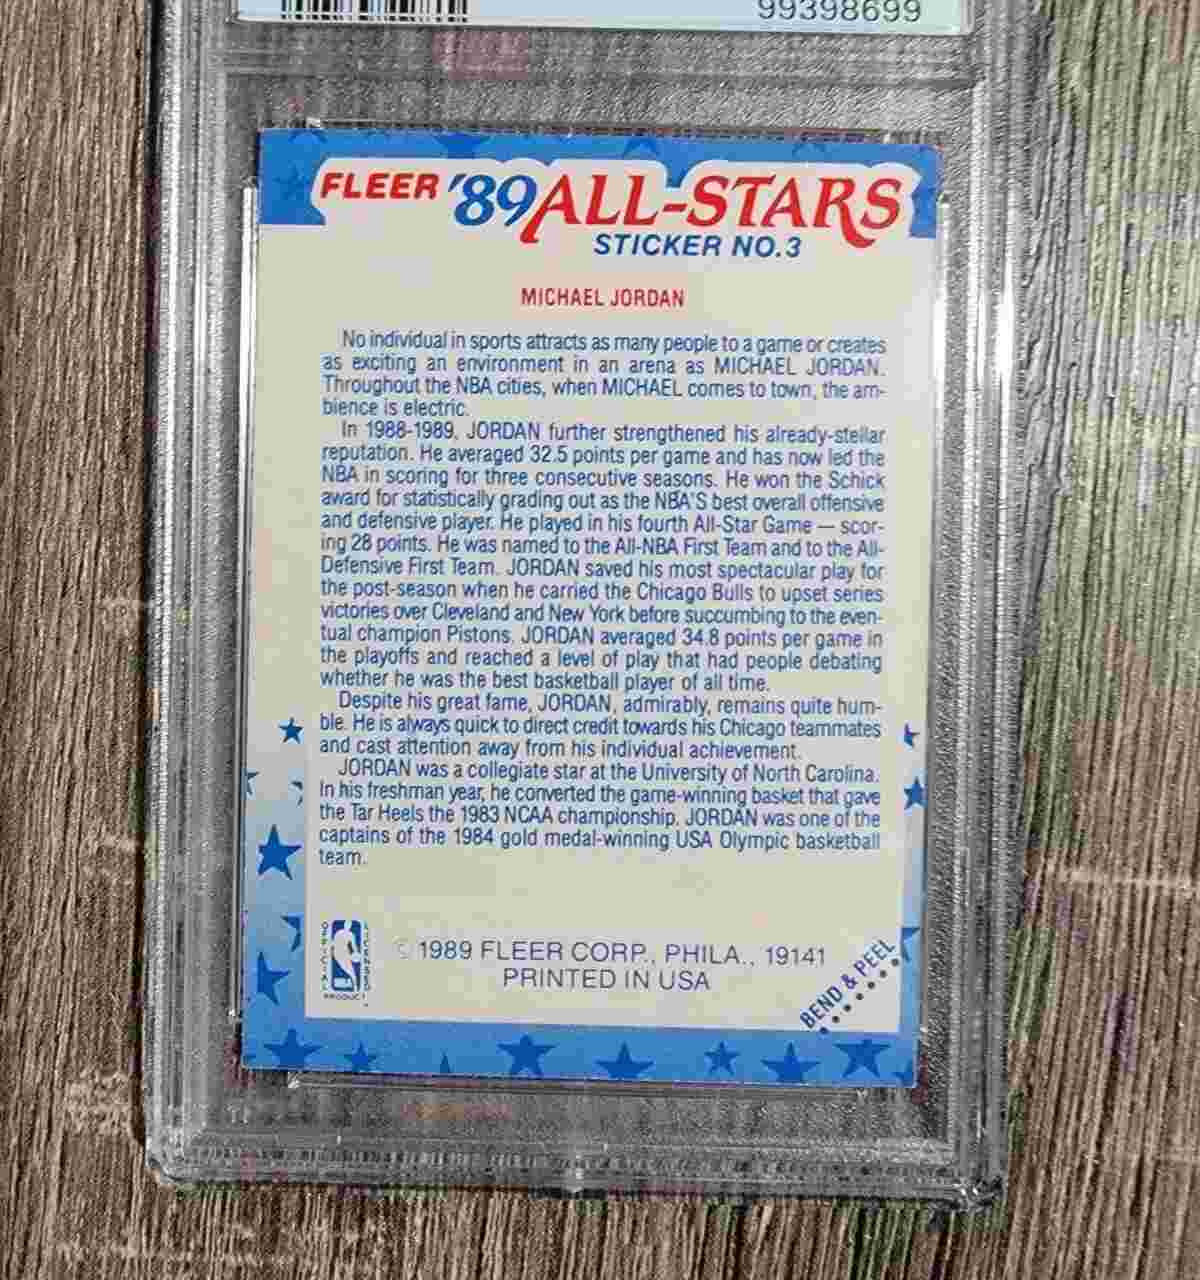 99398699
FLEER '89 ALL-STARS
STICKER NO.3
MICHAEL JORDAN
No individual in sports attracts as many people to a game or creates
as exciting an environment in an arena as MICHAEL JORDAN.
Throughout the NBA cities, when MICHAEL comes to town, the am-
bience is electric.
In 1988-1989, JORDAN further strengthened his already-stellar
reputation. He averaged 32.5 points per game and has now led the
NBA in scoring for three consecutive seasons. He won the Schick
award for statistically grading out as the NBA'S best overall offensive
and defensive player. He played in his fourth All-Star Game — scor-
ing 28 points. He was named to the All-NBA First Team and to the All-
Defensive First Team. JORDAN saved his most spectacular play for
the post-season when he carried the Chicago Bulls to upset series
victories over Cleveland and New York before succumbing to the even-
tual champion Pistons. JORDAN averaged 34.8 points per game in
the playoffs and reached a level of play that had people debating
whether he was the best basketball player of all time.
Despite his great fame, JORDAN, admirably, remains quite hum-
ble. He is always quick to direct credit towards his Chicago teammates
and cast attention away from his individual achievement.
JORDAN was a collegiate star at the University of North Carolina.
In his freshman year, he converted the game-winning basket that gave
the Tar Heels the 1983 NCAA championship. JORDAN was one of the
captains of the 1984 gold medal-winning USA Olympic basketball
team.
OFFICIAL LICENSED
PRODUCT
© 1989 FLEER CORP., PHILA., 19141
PRINTED IN USA
BEND & PEEL